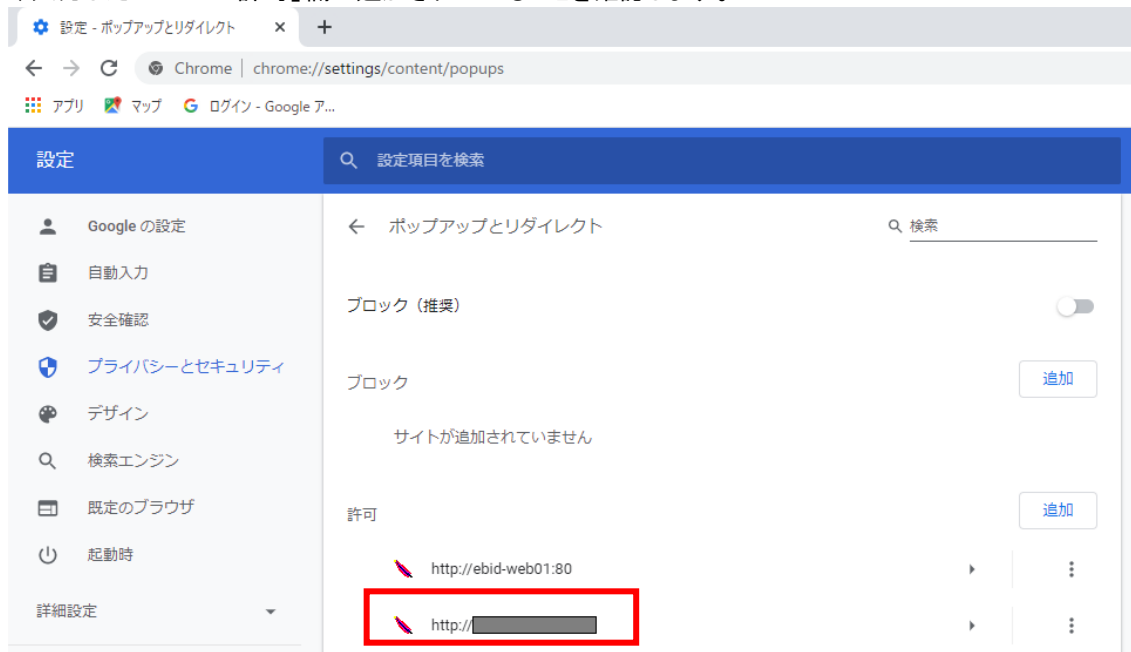 設定 - ポップアップとリダイレクト
Chrome | chrome://settings/content/popups
アプリ マップ G ログイン - Google ア...
設定
設定項目を検索
Google の設定
自動入力
安全確認
プライバシーとセキュリティ
デザイン
検索エンジン
既定のブラウザ
起動時
詳細設定
ポップアップとリダイレクト
検索
ブロック（推奨）
ブロック
追加
サイトが追加されていません
許可
追加
http://ebid-web01:80
http://